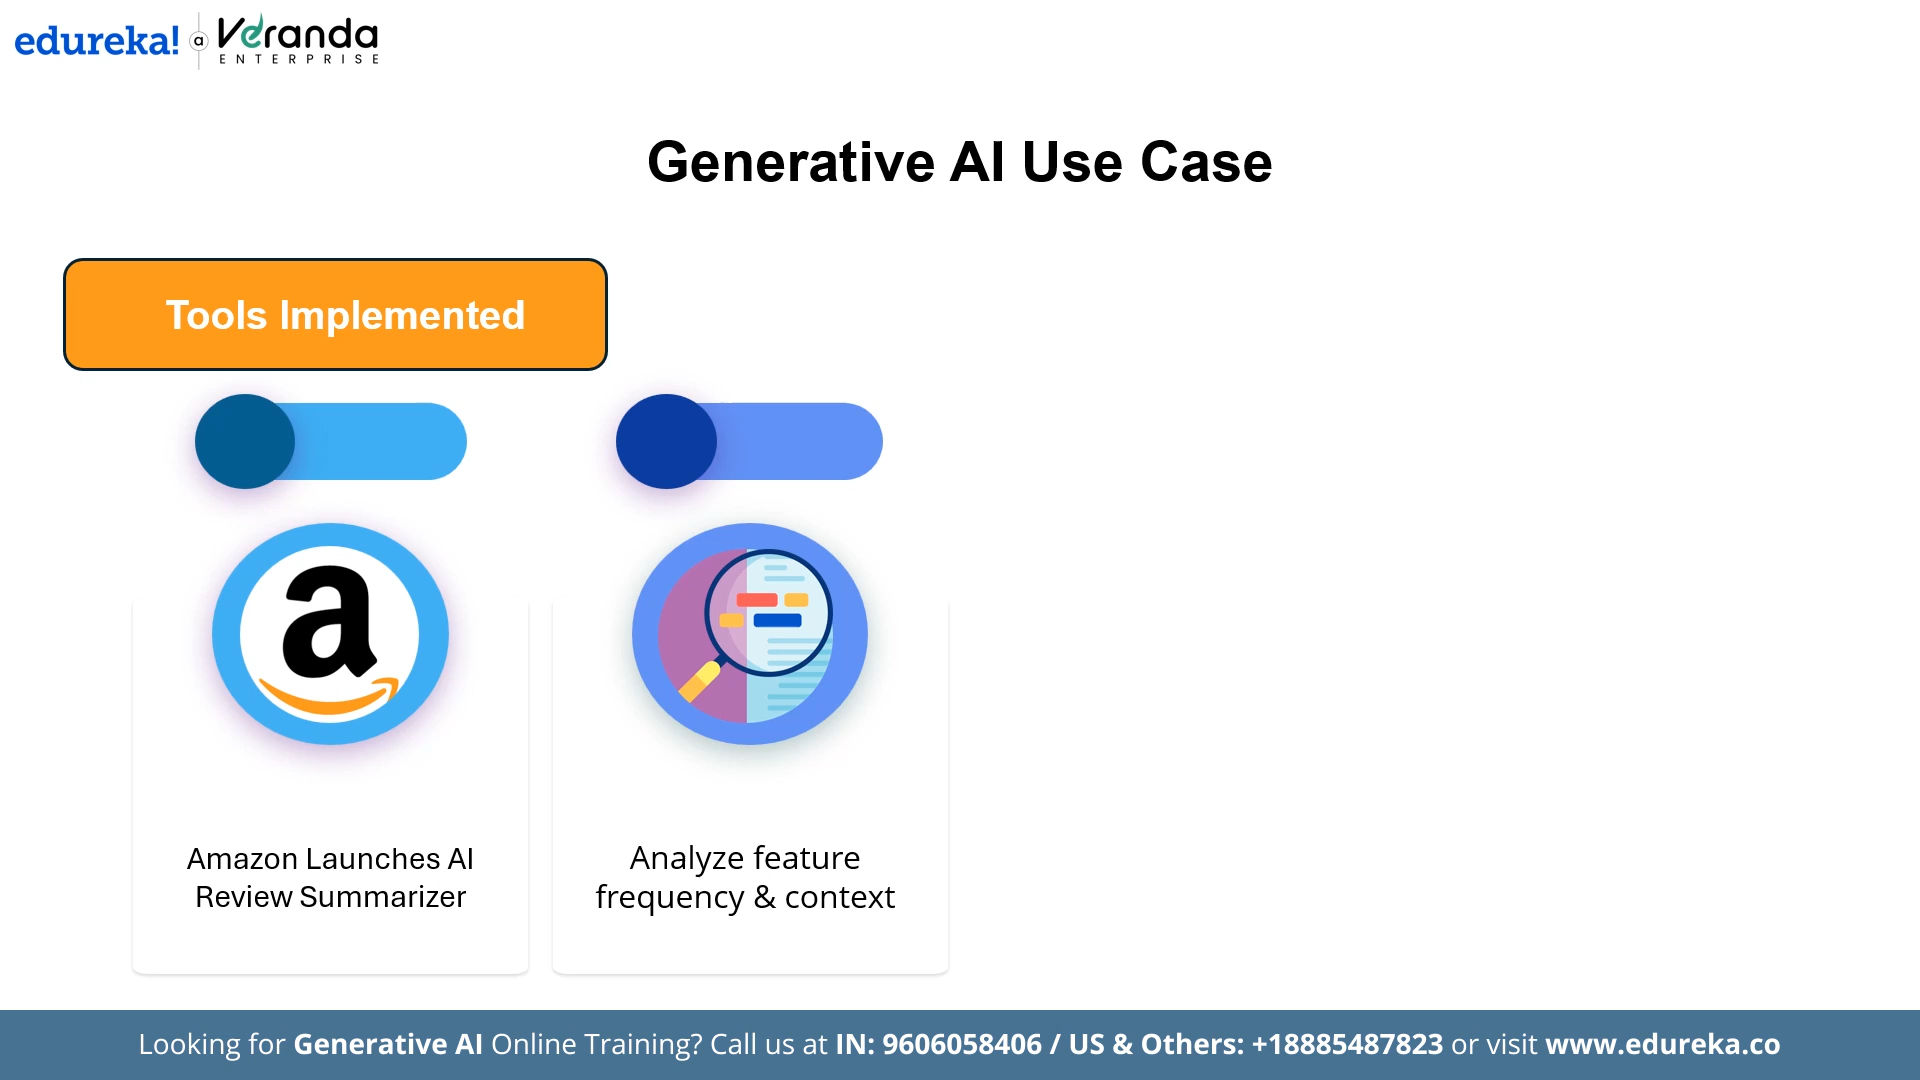 edureka! a Veranda
ENTERPRISE
Generative AI Use Case
Tools Implemented
a
Amazon Launches AI
Review Summarizer
Analyze feature
frequency & context
Looking for Generative AI Online Training? Call us at IN: 9606058406 / US & Others: +18885487823 or visit www.edureka.co